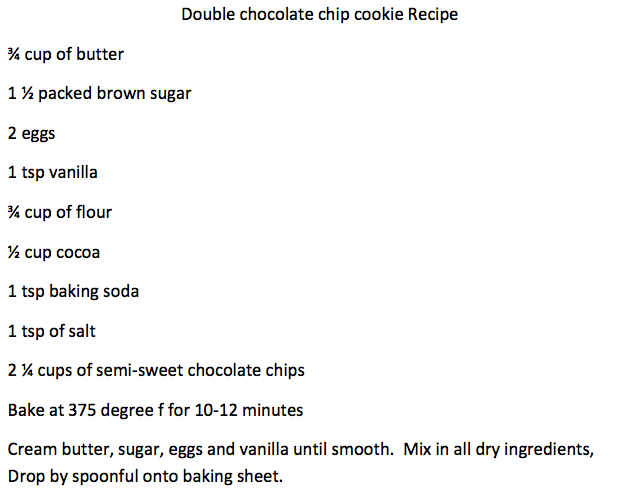 Double chocolate chip cookie Recipe
¾ cup of butter
1 ½ packed brown sugar
2 eggs
1 tsp vanilla
¾ cup of flour
½ cup cocoa
1 tsp baking soda
1 tsp of salt
2 ¼ cups of semi-sweet chocolate chips
Bake at 375 degree f for 10-12 minutes
Cream butter, sugar, eggs and vanilla until smooth.  Mix in all dry ingredients,
Drop by spoonful onto baking sheet.